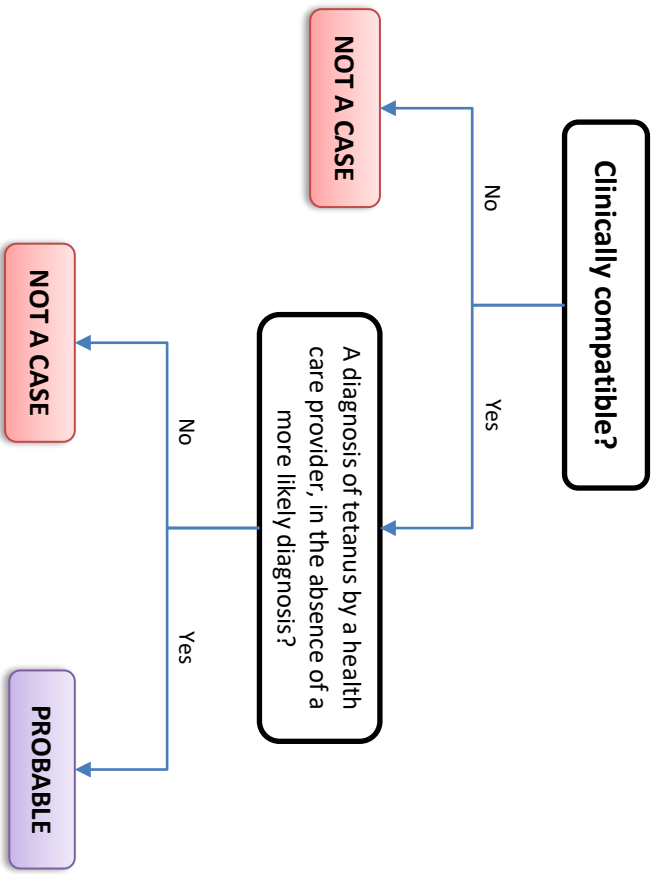 Clinically compatible?
No
Yes
NOT A CASE
A diagnosis of tetanus by a health
care provider, in the absence of a
more likely diagnosis?
No
Yes
NOT A CASE
PROBABLE